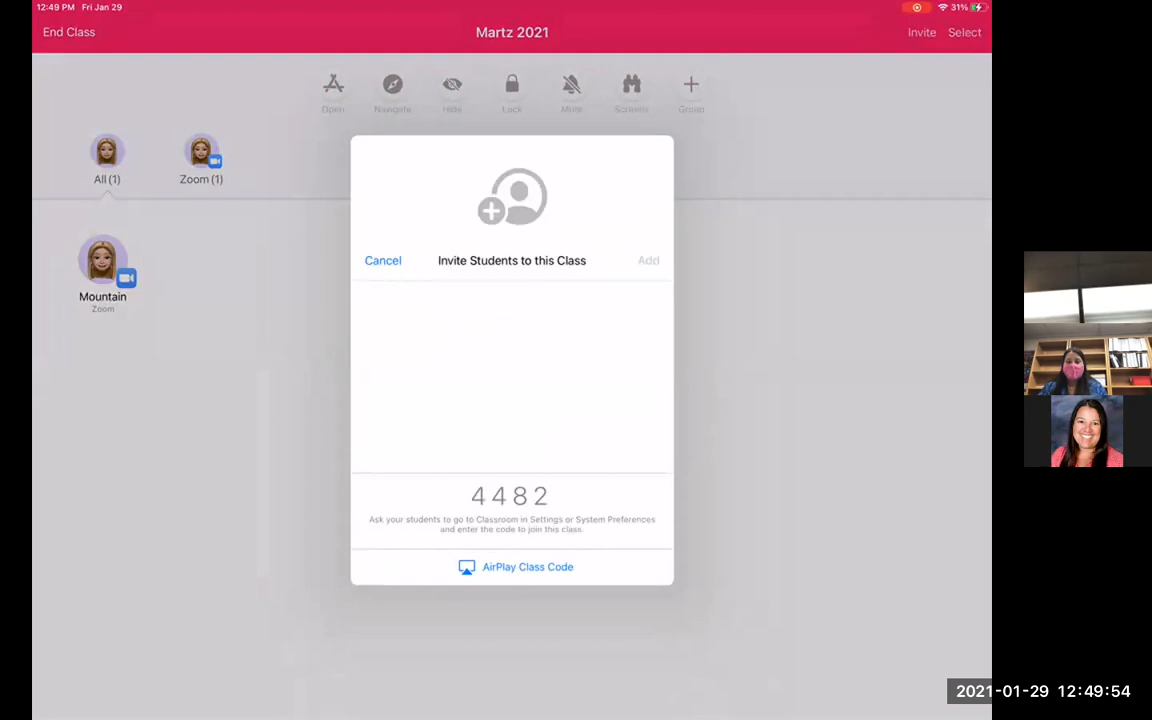 12:49 PM Fri Jan 29
31%
End Class
Martz 2021
Invite Select
Open Navigate Hide Lock Mute Screens Group
All (1)
Zoom (1)
Mountain
Zoom
Cancel
Invite Students to this Class
Add
4482
Ask your students to go to Classroom in Settings or System Preferences
and enter the code to join this class.
AirPlay Class Code
2021-01-29 12:49:54